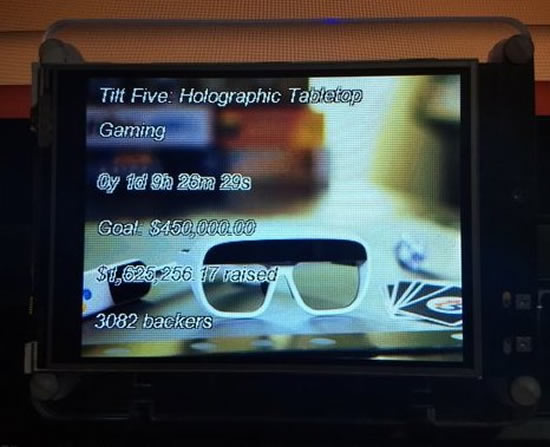 Tilt Five: Holographic Tabletop
Gaming
0y 1d 9h 26m 29s
Goal: $450,000.00
$1,625,256.17 raised
3082 backers